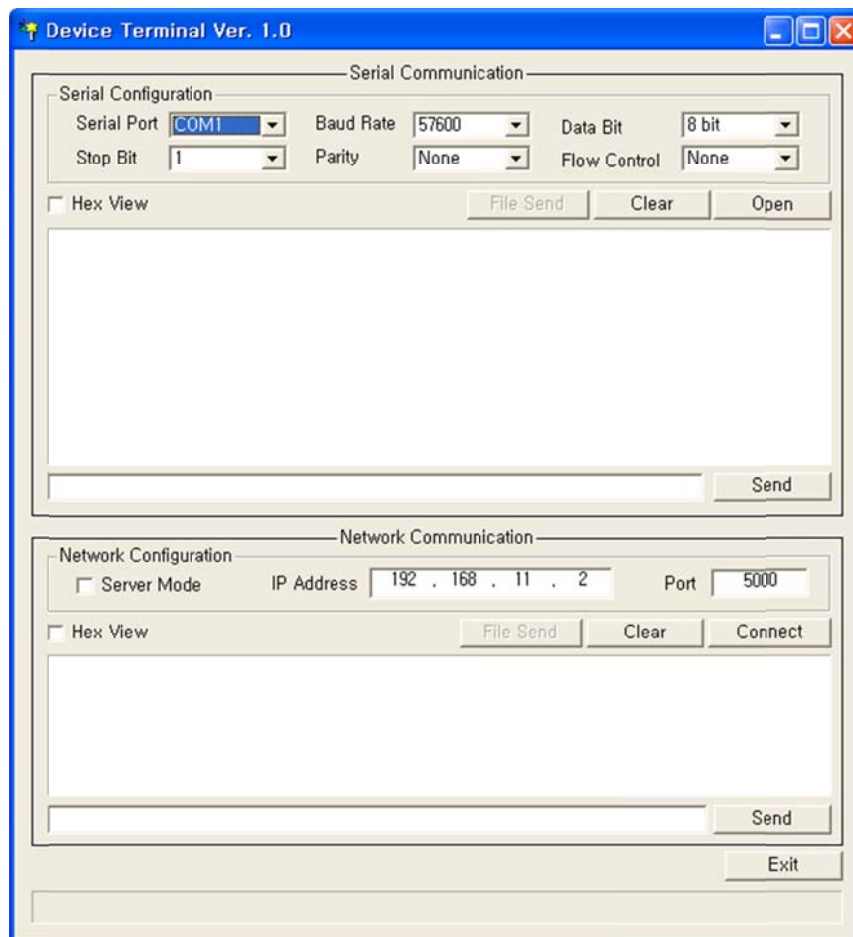 Device Terminal Ver. 1.0
Serial Communication
Serial Configuration
Serial Port COM1 Baud Rate 57600 Data Bit 8 bit
Stop Bit 1 Parity None Flow Control None
Hex View File Send Clear Open
Send
Network Communication
Network Configuration
Server Mode IP Address 192 . 168 . 11 . 2 Port 5000
Hex View File Send Clear Connect
Send
Exit